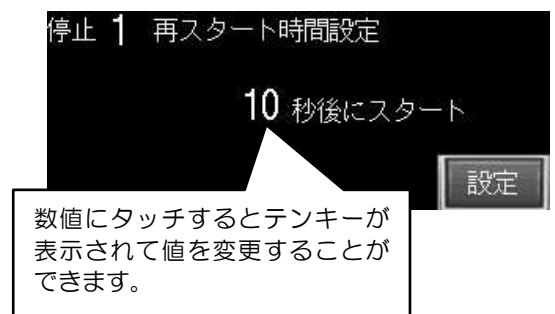 停止 1 再スタート時間設定
10 秒後にスタート
設定
数値にタッチするとテンキーが
表示されて値を変更することが
できます。